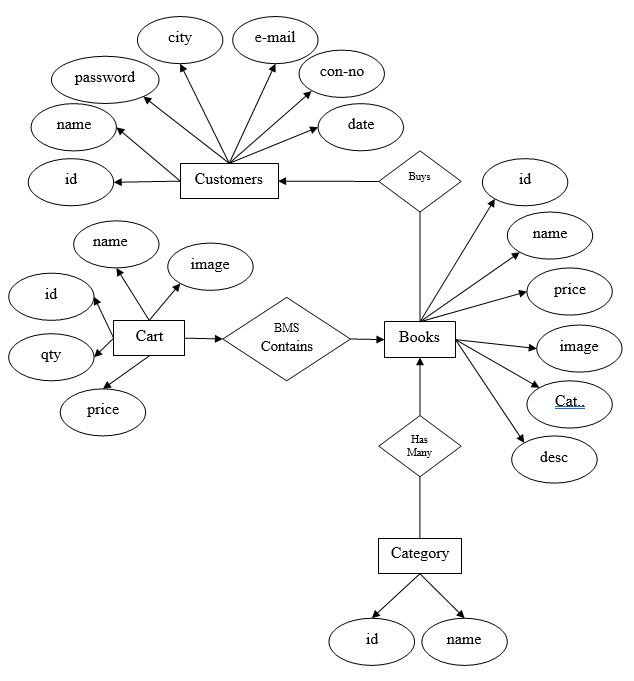 city
e-mail
password
con-no
name
date
id
Customers
Buys
id
name
name
image
price
id
BMS
Contains
Cart
Books
image
qty
Cat..
price
Has
Many
desc
Category
id
name